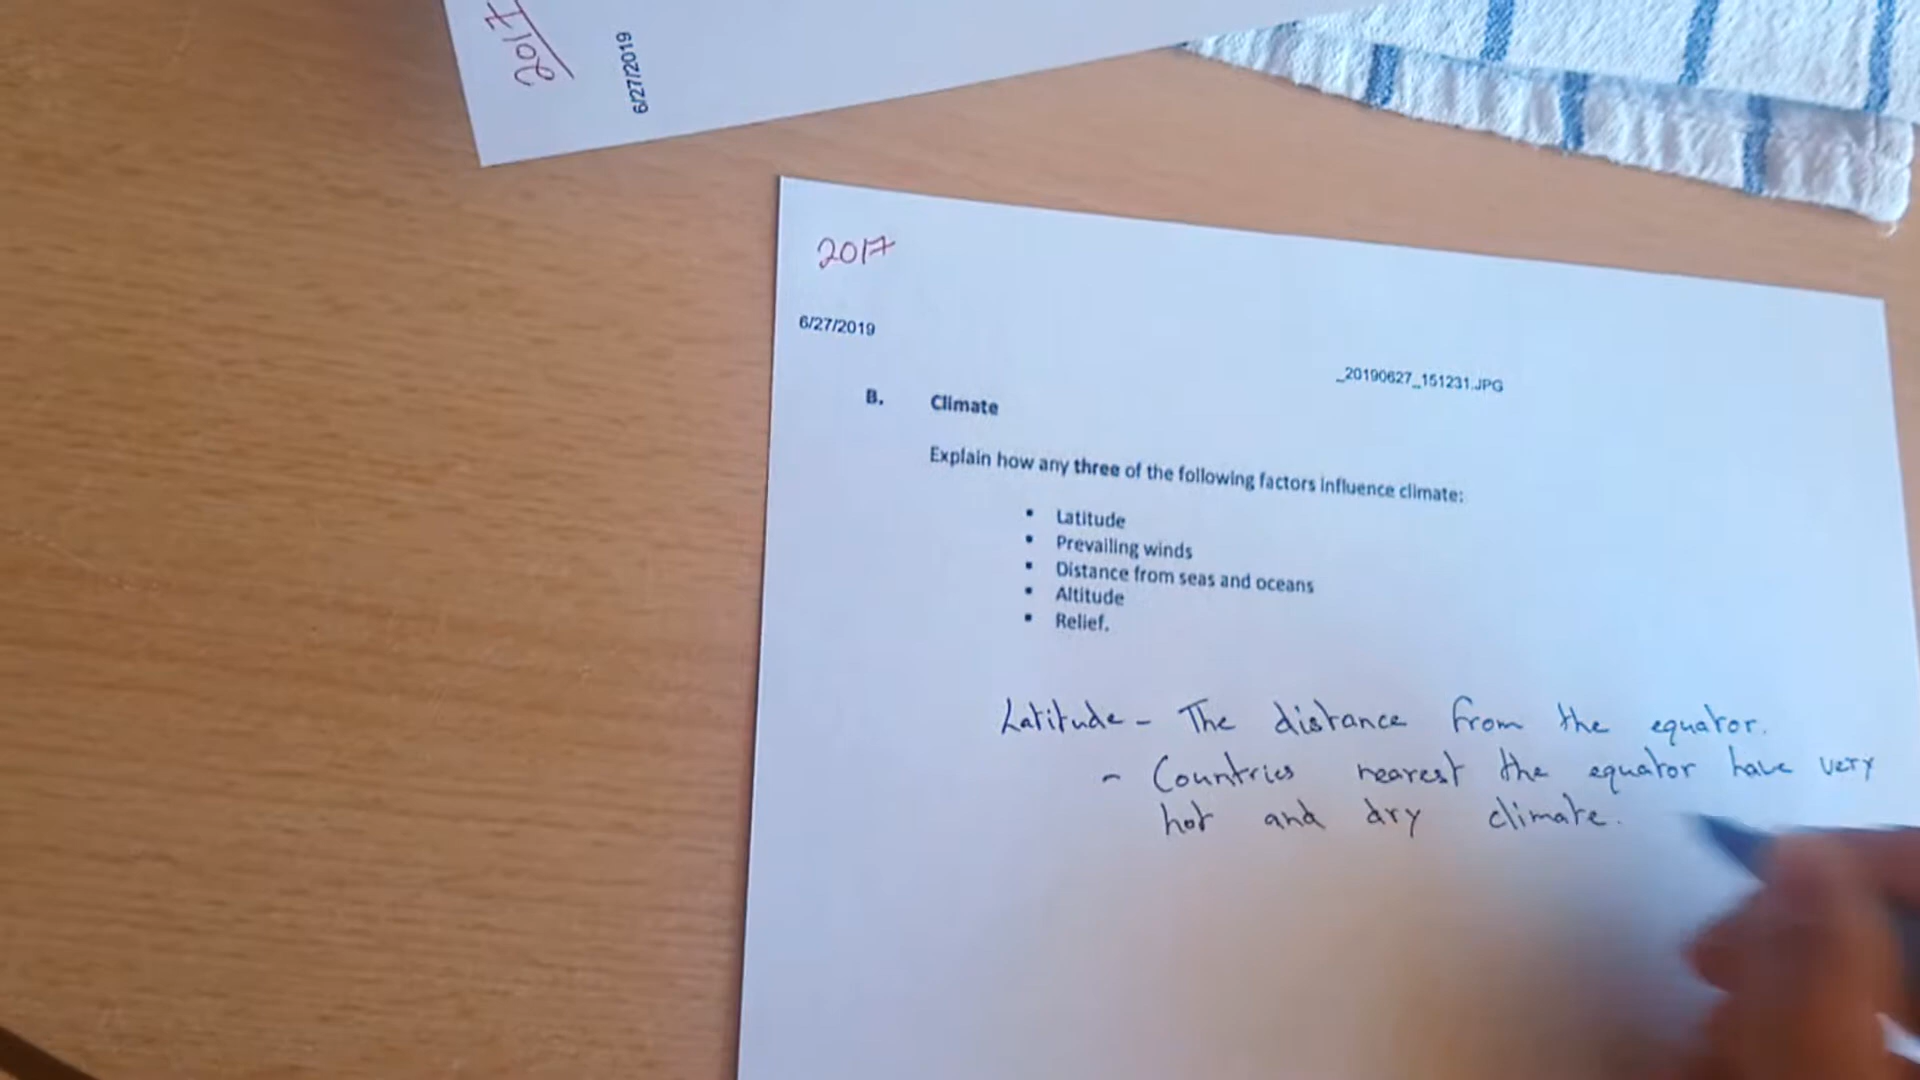 2017
6/27/2019
2017
6/27/2019
_20190627_151231.JPG
B. Climate
Explain how any three of the following factors influence climate:
▪ Latitude
▪ Prevailing winds
▪ Distance from seas and oceans
▪ Altitude
▪ Relief.
Latitude - The distance from the equator.
- Countries nearest the equator have very
hot and dry climate.